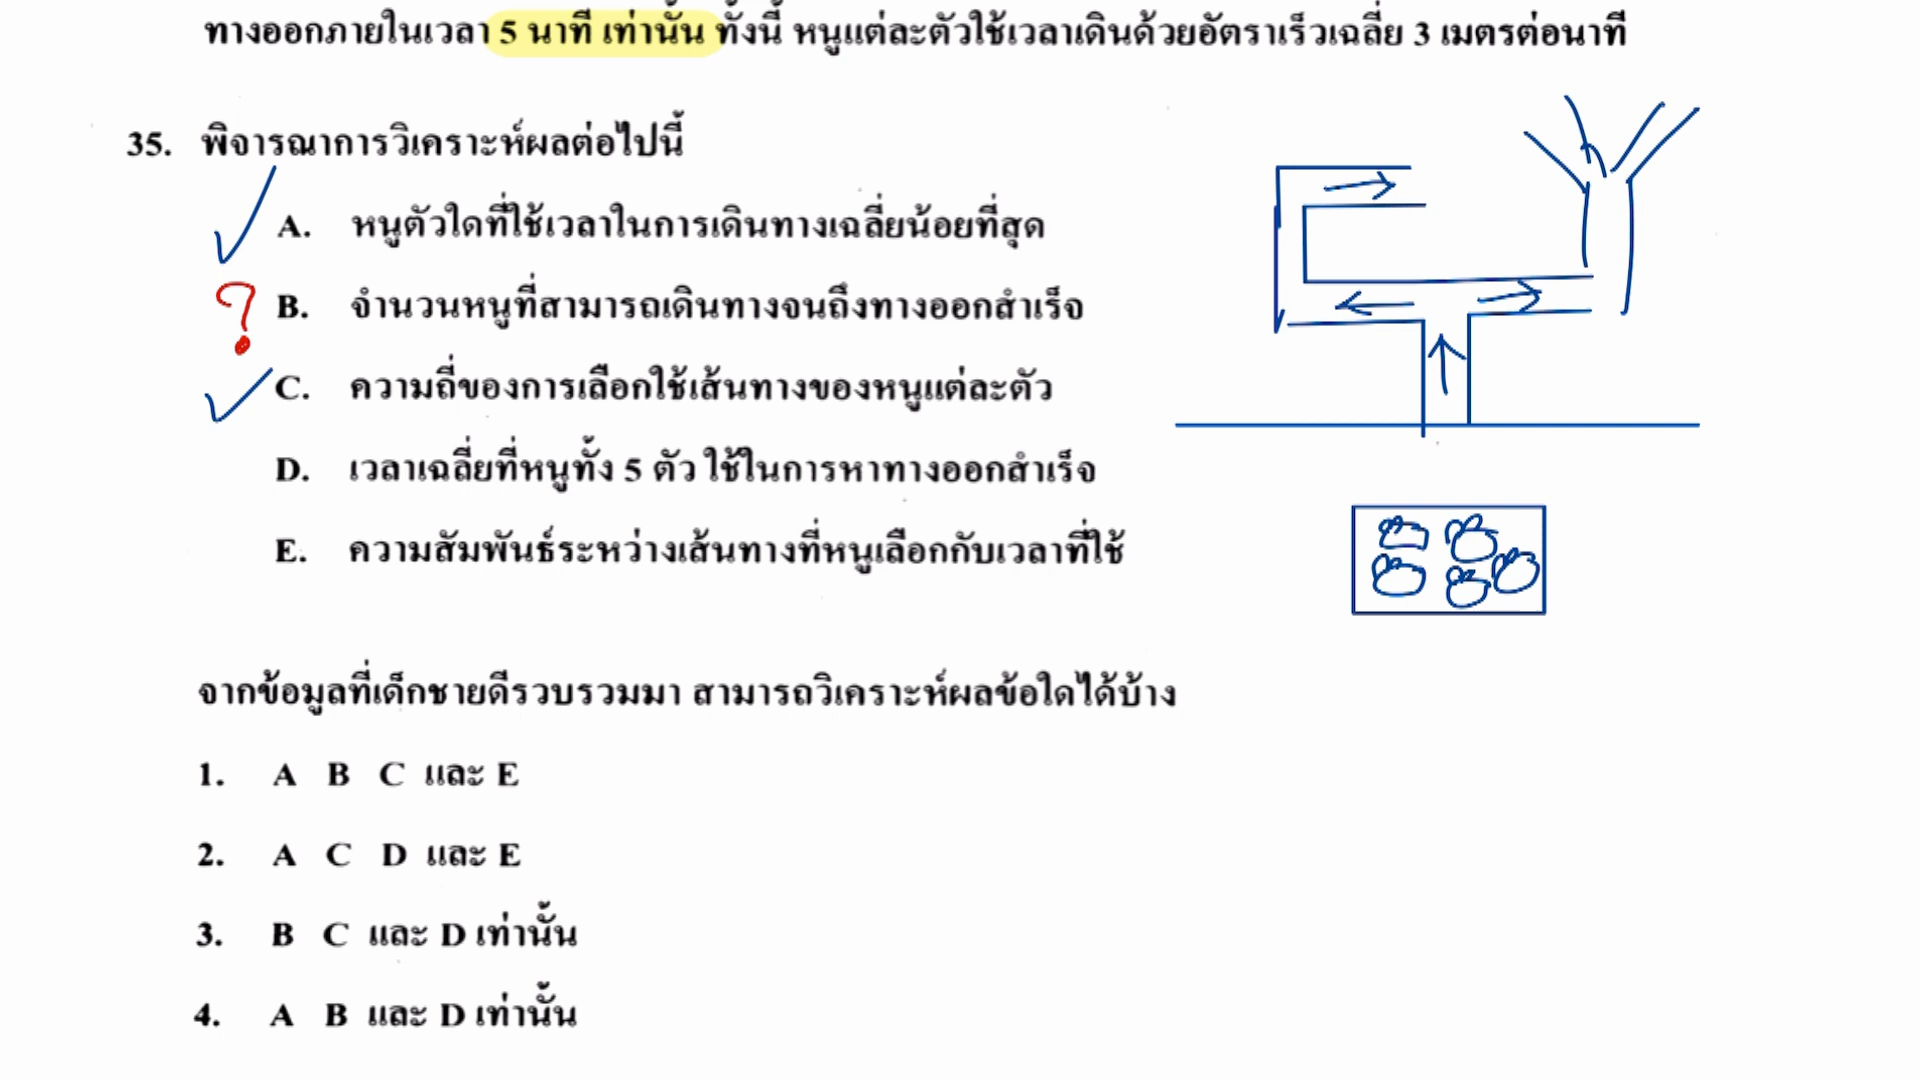 ทางออกภายในเวลา 5 นาที เท่านั้น ทั้งนี้ หนูแต่ละตัวใช้เวลาเดินด้วยอัตราเร็วเฉลี่ย 3 เมตรต่อนาที
35. พิจารณาการวิเคราะห์ผลต่อไปนี้
A. หนูตัวใดที่ใช้เวลาในการเดินทางเฉลี่ยน้อยที่สุด
? B. จำนวนหนูที่สามารถเดินทางจนถึงทางออกสำเร็จ
C. ความถี่ของการเลือกใช้เส้นทางของหนูแต่ละตัว
D. เวลาเฉลี่ยที่หนูทั้ง 5 ตัว ใช้ในการหาทางออกสำเร็จ
E. ความสัมพันธ์ระหว่างเส้นทางที่หนูเลือกกับเวลาที่ใช้
จากข้อมูลที่เด็กชายดีรวบรวมมา สามารถวิเคราะห์ผลข้อใดได้บ้าง
1. A B C และ E
2. A C D และ E
3. B C และ D เท่านั้น
4. A B และ D เท่านั้น